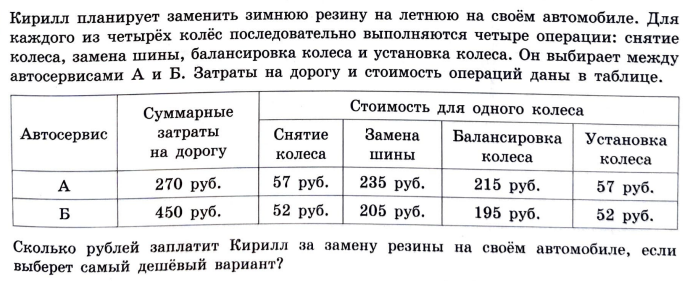 Кирилл планирует заменить зимнюю резину на летнюю на своём автомобиле. Для
каждого из четырёх колёс последовательно выполняются четыре операции: снятие
колеса, замена шины, балансировка колеса и установка колеса. Он выбирает между
автосервисами А и Б. Затраты на дорогу и стоимость операций даны в таблице.
Автосервис
Суммарные
затраты
на дорогу
Стоимость для одного колеса
Снятие
колеса
Замена
шины
Балансировка
колеса
Установка
колеса
А 270 руб. 57 руб. 235 руб. 215 руб. 57 руб.
Б 450 руб. 52 руб. 205 руб. 195 руб. 52 руб.
Сколько рублей заплатит Кирилл за замену резины на своём автомобиле, если
выберет самый дешёвый вариант?